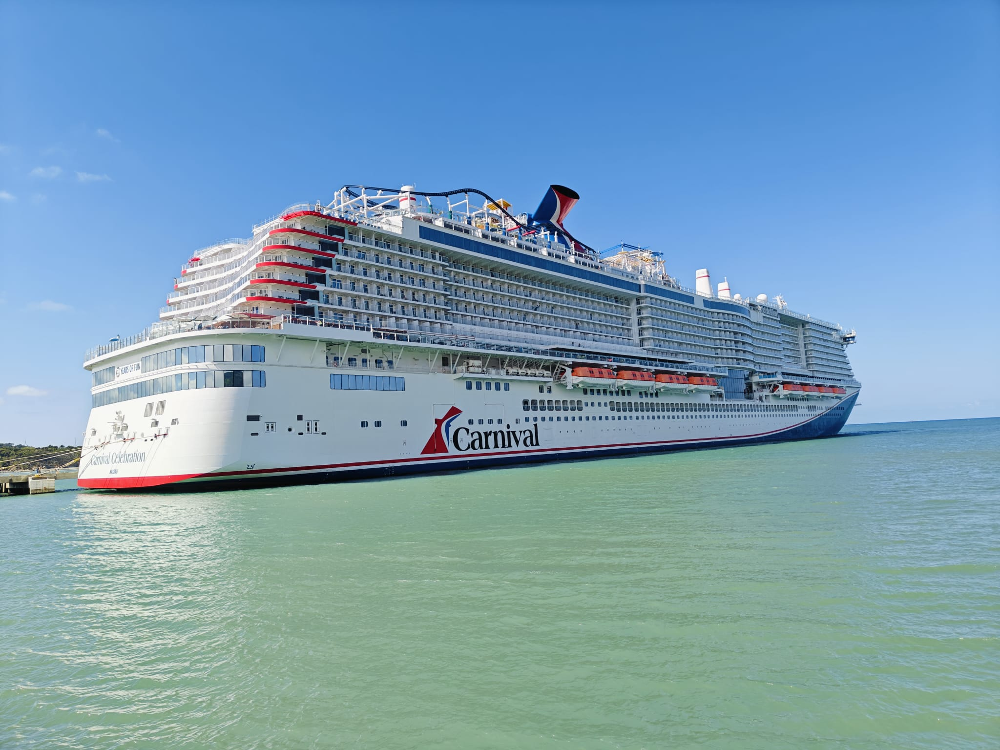 YEARS OF FUN
Carnival Celebration
NASSAU
Carnival